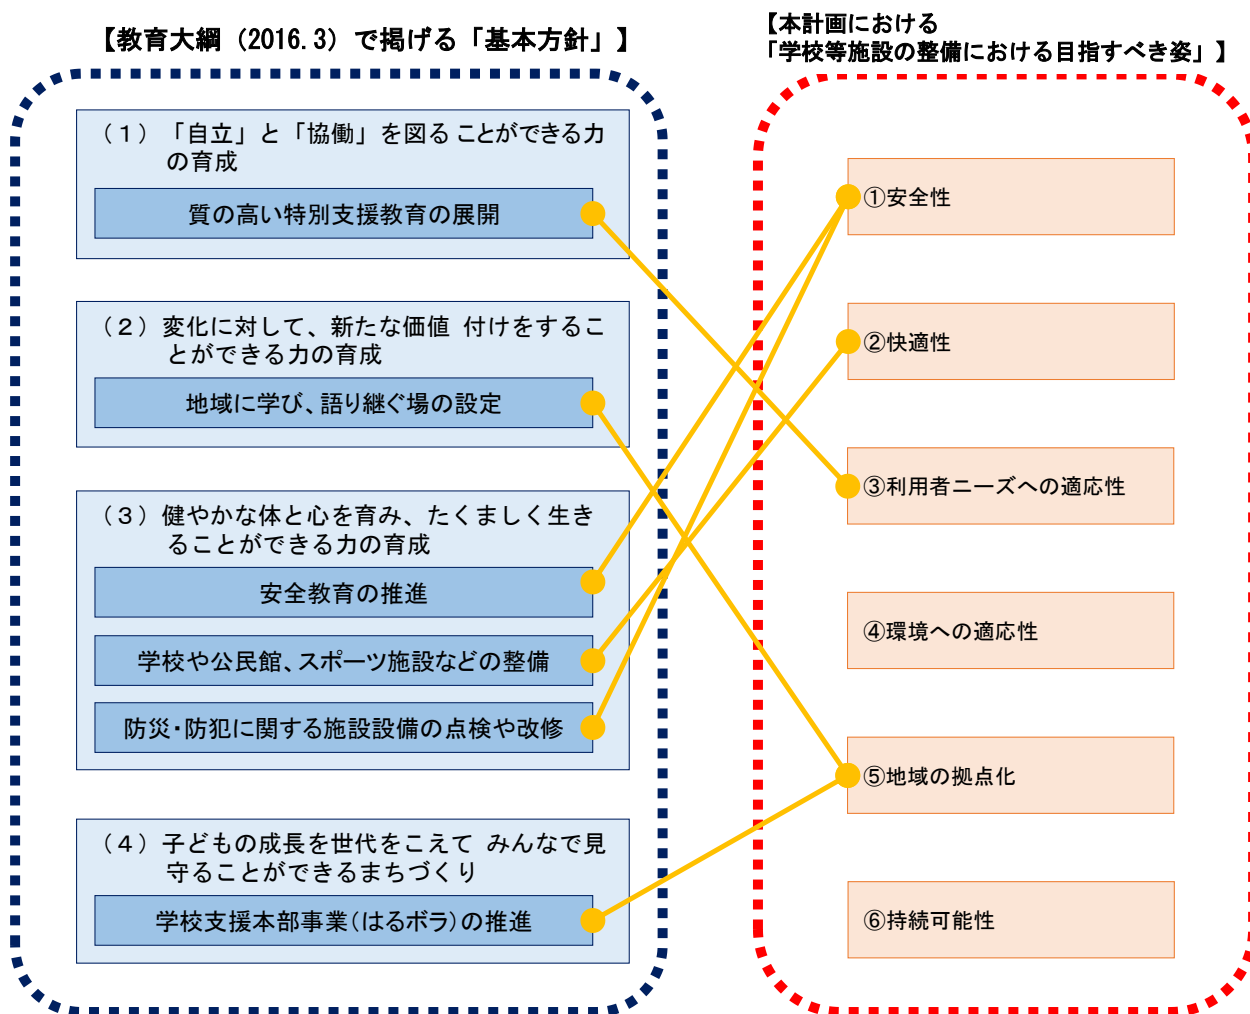 【教育大綱（2016.3）で掲げる「基本方針」】
（１）「自立」と「協働」を図ることができる力
の育成
質の高い特別支援教育の展開
（２）変化に対して、新たな価値 付けをするこ
とができる力の育成
地域に学び、語り継ぐ場の設定
（３）健やかな体と心を育み、たくましく生き
ることができる力の育成
安全教育の推進
学校や公民館、スポーツ施設などの整備
防災・防犯に関する施設設備の点検や改修
（４）子どもの成長を世代をこえて みんなで見
守ることができるまちづくり
学校支援本部事業（はるボラ）の推進
【本計画における
「学校等施設の整備における目指すべき姿」】
①安全性
②快適性
③利用者ニーズへの適応性
④環境への適応性
⑤地域の拠点化
⑥持続可能性